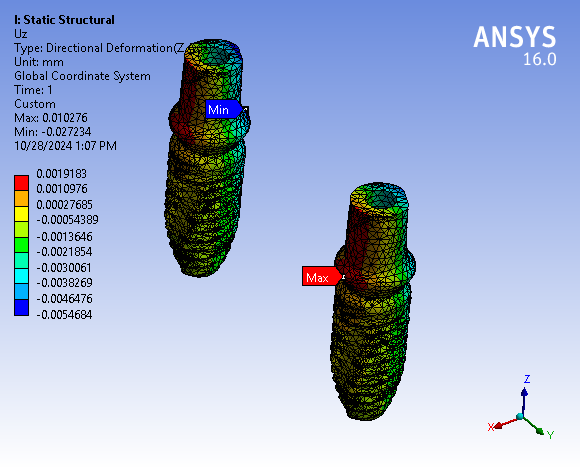 I: Static Structural
Uz
Type: Directional Deformation(Z
Unit: mm
Global Coordinate System
Time: 1
Custom
Max: 0.010276
Min: -0.027234
10/28/2024 1:07 PM
ANSYS
16.0
0.0019183
0.0010976
0.00027685
-0.00054389
-0.0013646
-0.0021854
-0.0030061
-0.0038269
-0.0046476
-0.0054684
Min
Max
Z
X
Y